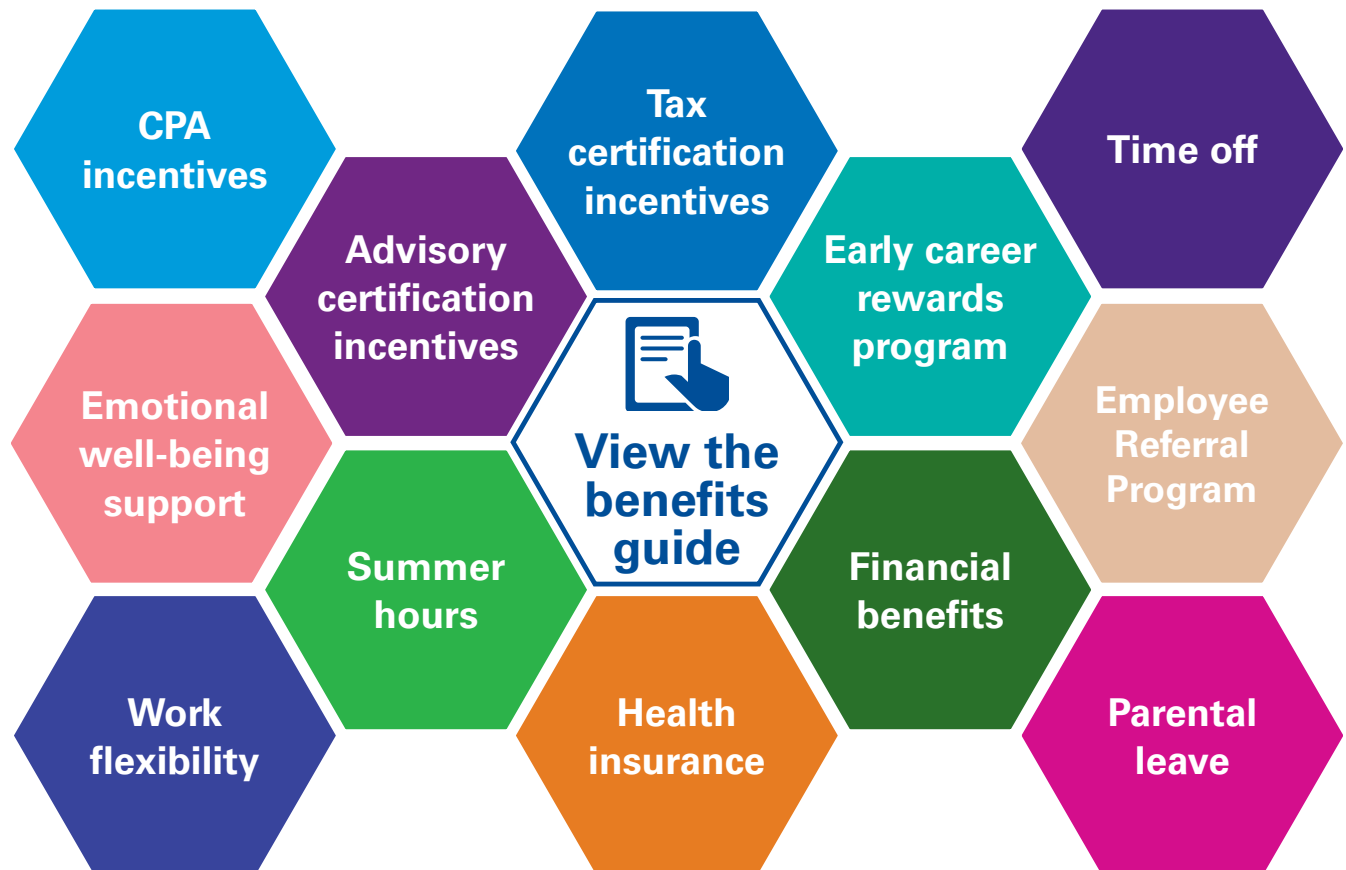 CPA
incentives
Tax
certification
incentives
Time off
Advisory
certification
incentives
Early career
rewards
program
Emotional
well-being
support
View the
benefits
guide
Employee
Referral
Program
Summer
hours
Financial
benefits
Work
flexibility
Health
insurance
Parental
leave